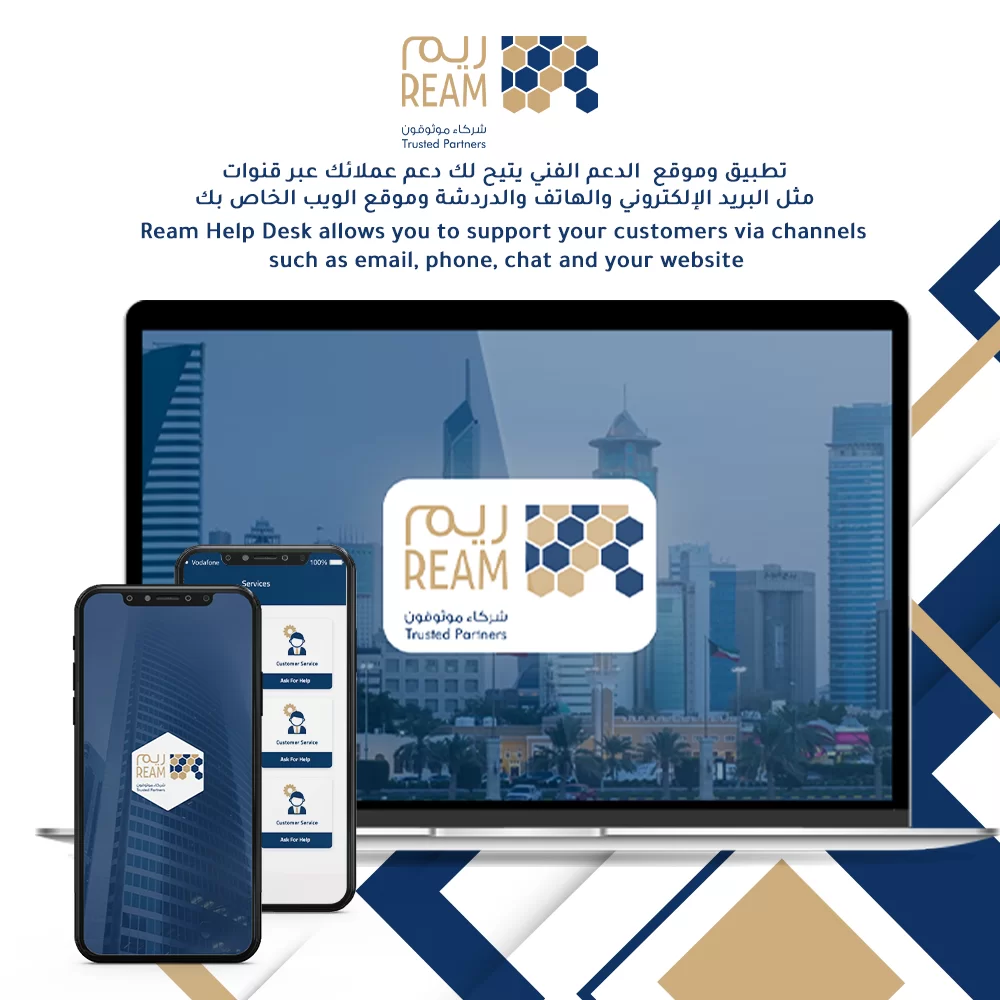 ريم
REAM
شركاء موثوقون
Trusted Partners
تطبيق وموقع الدعم الفني يتيح لك دعم عملائك عبر قنوات
مثل البريد الإلكتروني والهاتف والدردشة وموقع الويب الخاص بك
Ream Help Desk allows you to support your customers via channels
such as email, phone, chat and your website
ريم
REAM
شركاء موثوقون
Trusted Partners
Vodafone
100%
Services
Customer Service
Ask For Help
Customer Service
Ask For Help
Customer Service
Ask For Help
ريم
REAM
شركاء موثوقون
Trusted Partners